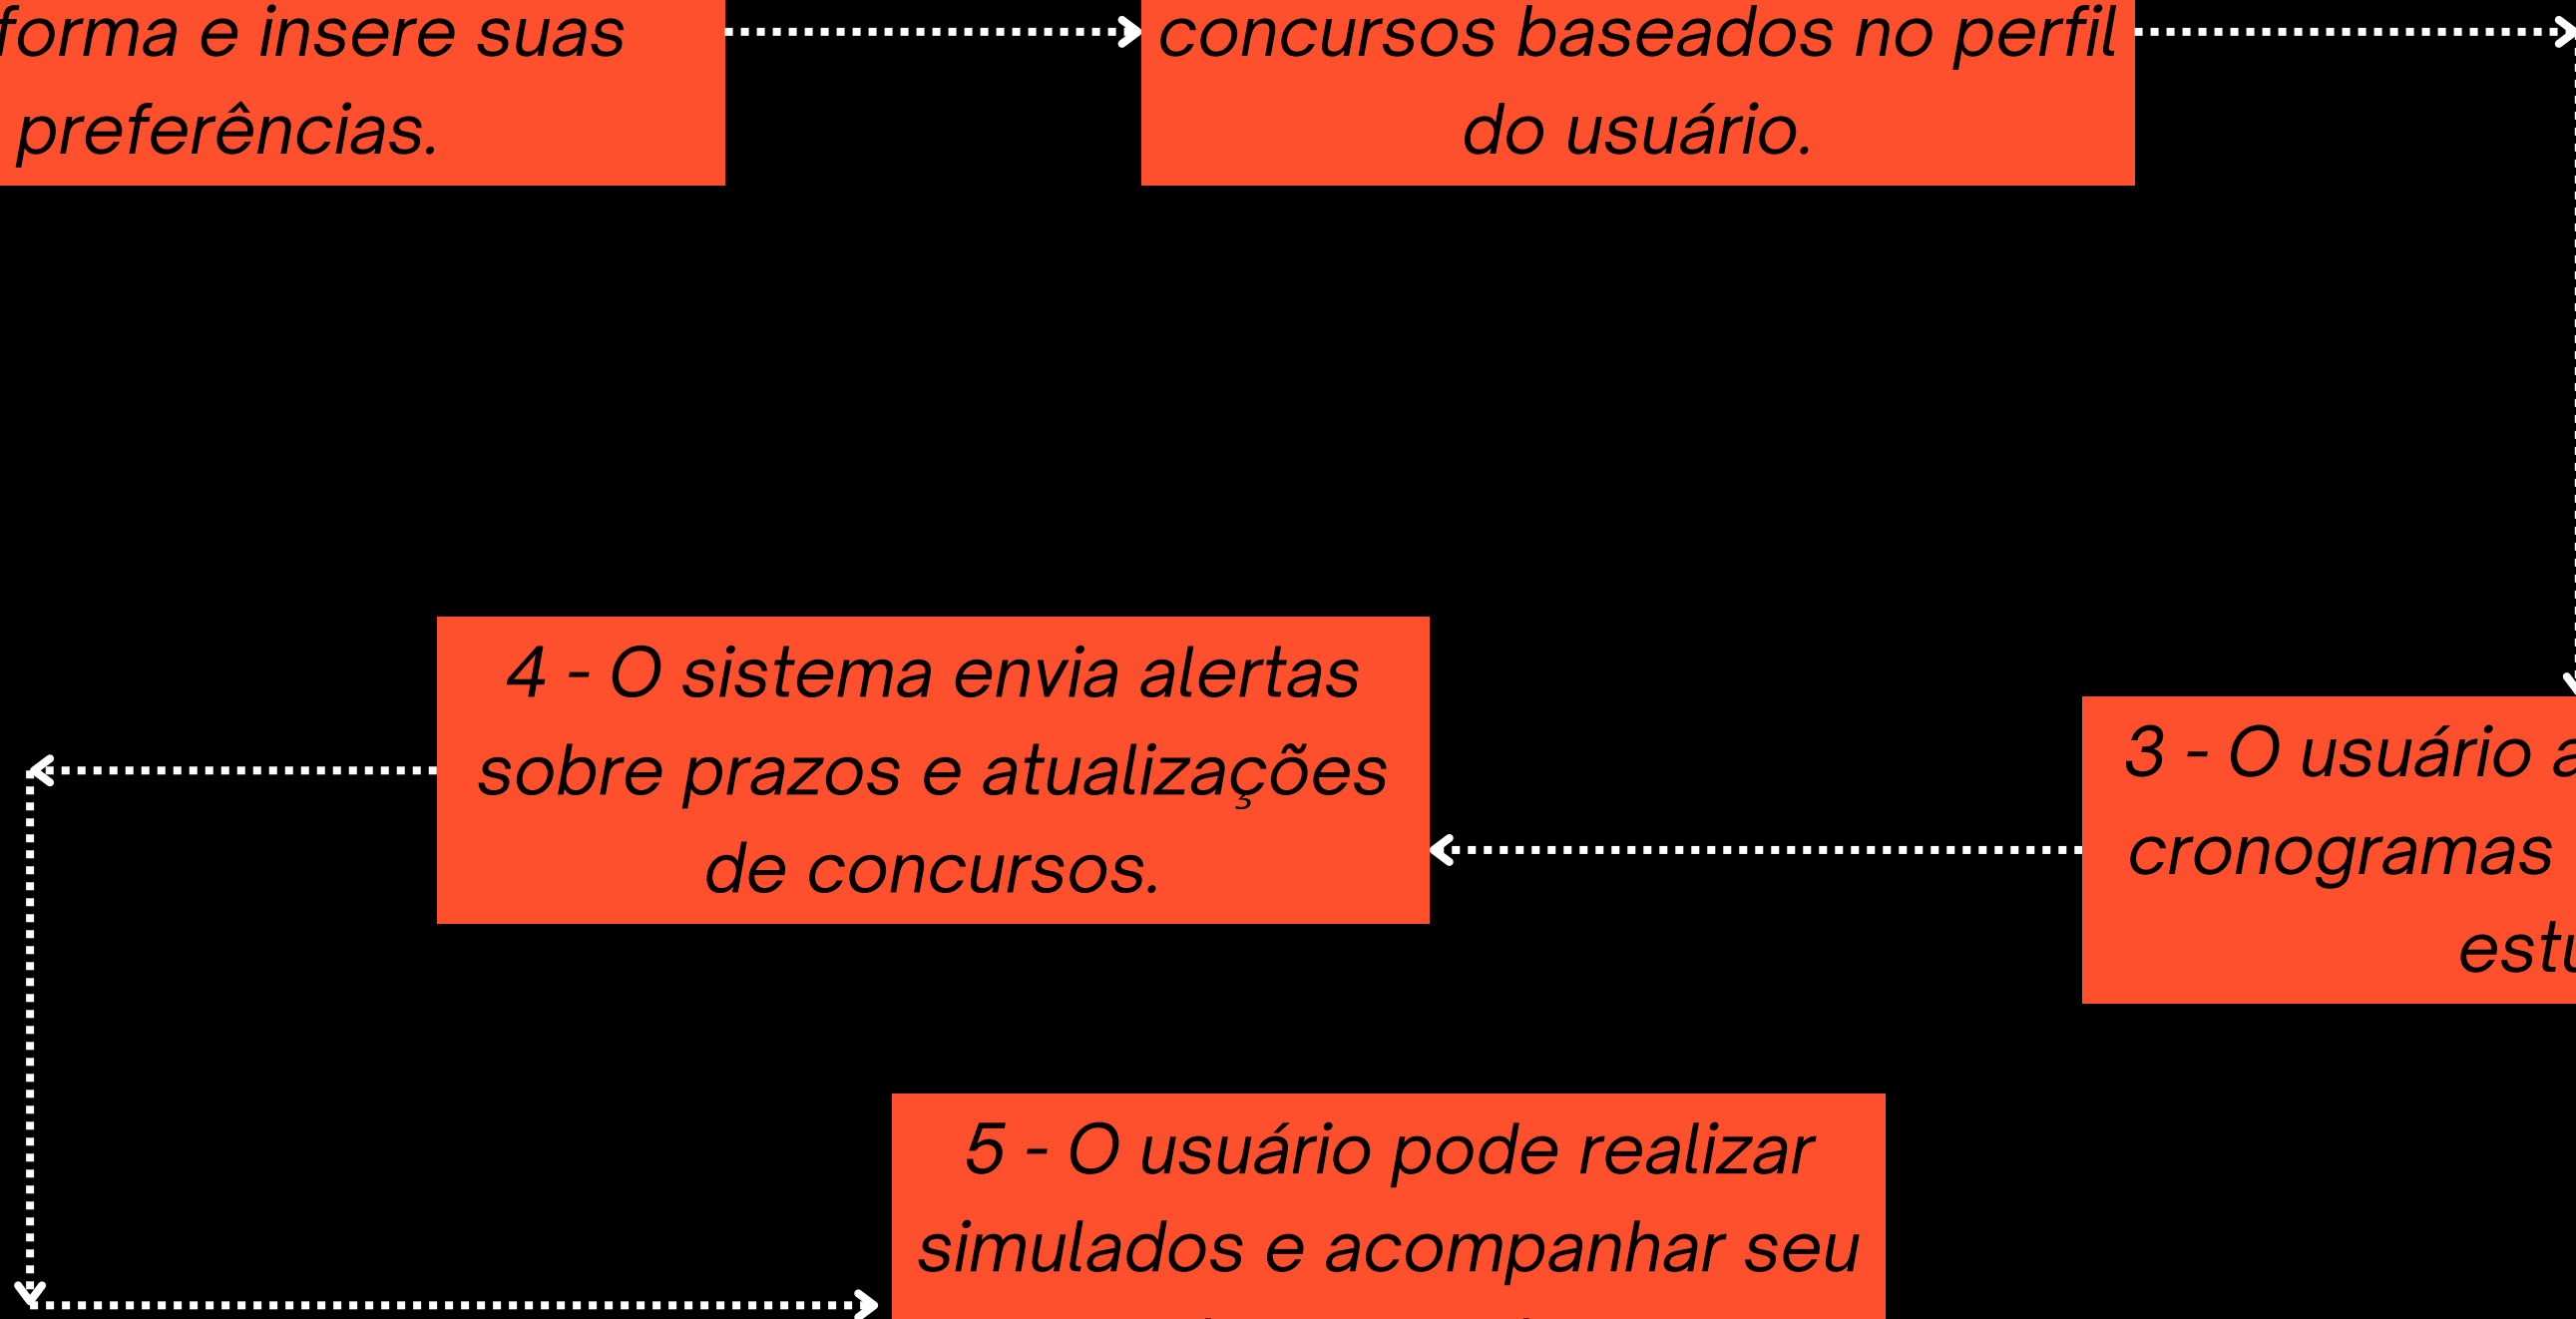 forma e insere suas
preferências.
concursos baseados no perfil
do usuário.
3 - O usuário
cronogramas
4 - O sistema envia alertas
sobre prazos e atualizações
de concursos.
5 - O usuário pode realizar
simulados e acompanhar seu